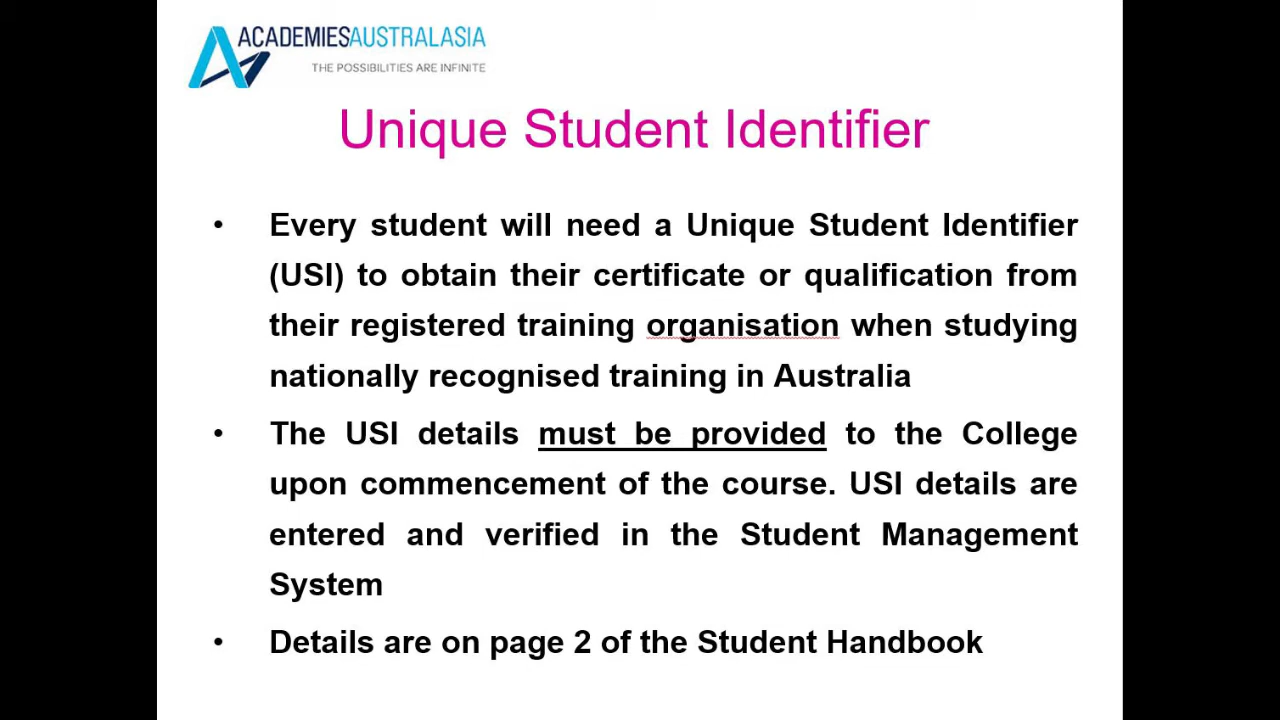 ACADEMIESAUSTRALASIA
THE POSSIBILITIES ARE INFINITE
Unique Student Identifier
• Every student will need a Unique Student Identifier
(USI) to obtain their certificate or qualification from
their registered training organisation when studying
nationally recognised training in Australia
• The USI details must be provided to the College
upon commencement of the course. USI details are
entered and verified in the Student Management
System
• Details are on page 2 of the Student Handbook